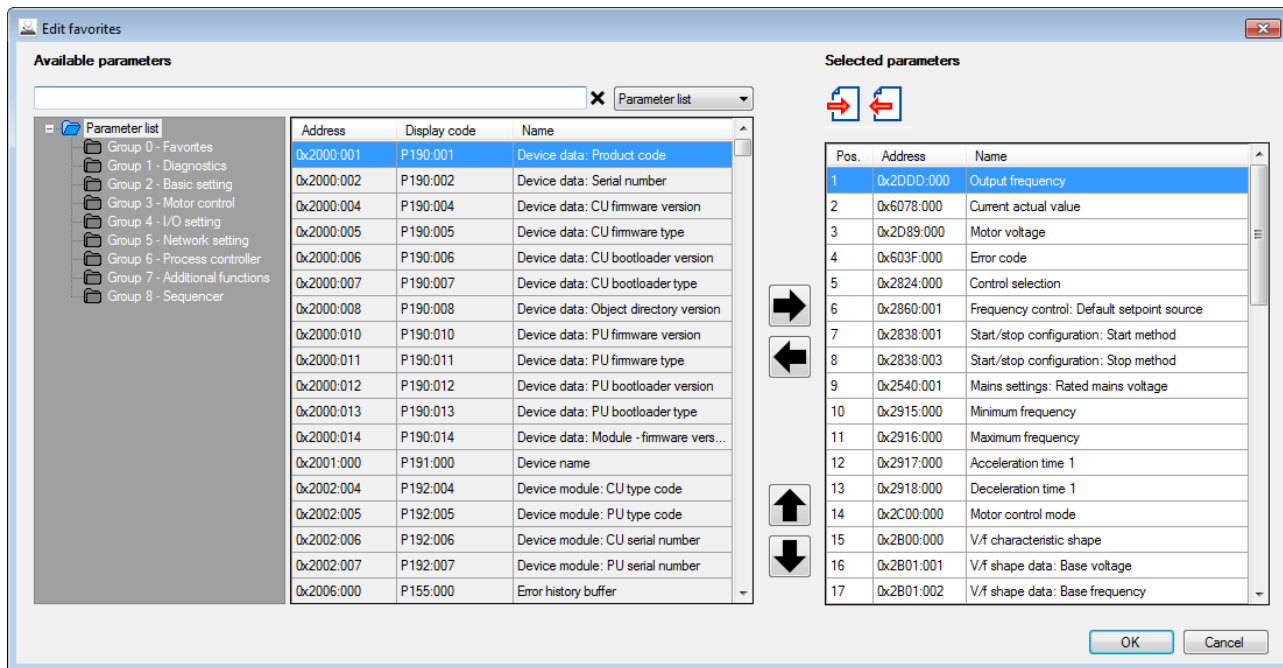 Edit favorites
Available parameters
Parameter list
Parameter list
Group 0 - Favorites
Group 1 - Diagnostics
Group 2 - Basic setting
Group 3 - Motor control
Group 4 - I/O setting
Group 5 - Network setting
Group 6 - Process controller
Group 7 - Additional functions
Group 8 - Sequencer
Address Display code Name
0x2000:001 P190:001 Device data: Product code
0x2000:002 P190:002 Device data: Serial number
0x2000:004 P190:004 Device data: CU firmware version
0x2000:005 P190:005 Device data: CU firmware type
0x2000:006 P190:006 Device data: CU bootloader version
0x2000:007 P190:007 Device data: CU bootloader type
0x2000:008 P190:008 Device data: Object directory version
0x2000:010 P190:010 Device data: PU firmware version
0x2000:011 P190:011 Device data: PU firmware type
0x2000:012 P190:012 Device data: PU bootloader version
0x2000:013 P190:013 Device data: PU bootloader type
0x2000:014 P190:014 Device data: Module - firmware vers...
0x2001:000 P191:000 Device name
0x2002:004 P192:004 Device module: CU type code
0x2002:005 P192:005 Device module: PU type code
0x2002:006 P192:006 Device module: CU serial number
0x2002:007 P192:007 Device module: PU serial number
0x2006:000 P155:000 Error history buffer
Selected parameters
Pos. Address Name
1 0x2DDD:000 Output frequency
2 0x6078:000 Current actual value
3 0x2D89:000 Motor voltage
4 0x603F:000 Error code
5 0x2824:000 Control selection
6 0x2860:001 Frequency control: Default setpoint source
7 0x2838:001 Start/stop configuration: Start method
8 0x2838:003 Start/stop configuration: Stop method
9 0x2540:001 Mains settings: Rated mains voltage
10 0x2915:000 Minimum frequency
11 0x2916:000 Maximum frequency
12 0x2917:000 Acceleration time 1
13 0x2918:000 Deceleration time 1
14 0x2C00:000 Motor control mode
15 0x2B00:000 V/f characteristic shape
16 0x2B01:001 V/f shape data: Base voltage
17 0x2B01:002 V/f shape data: Base frequency
OK Cancel